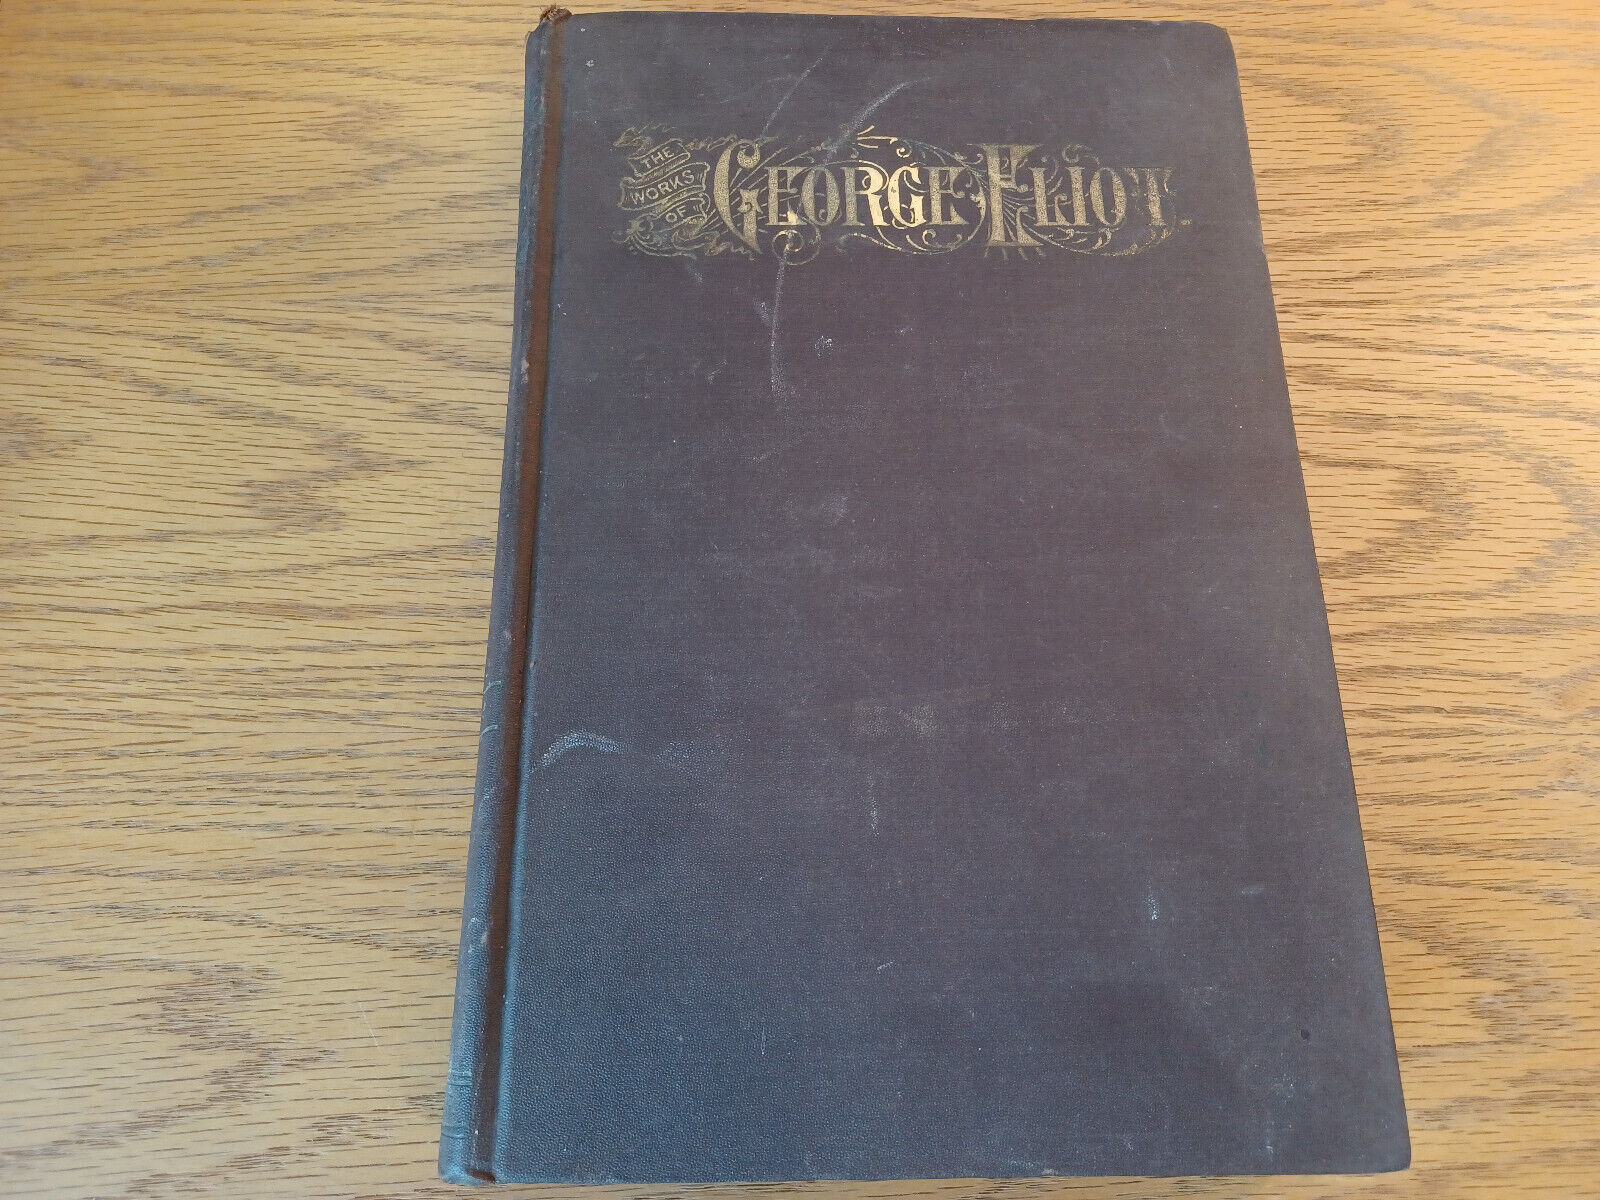 THE
WORKS
OF
GEORGE ELIOT